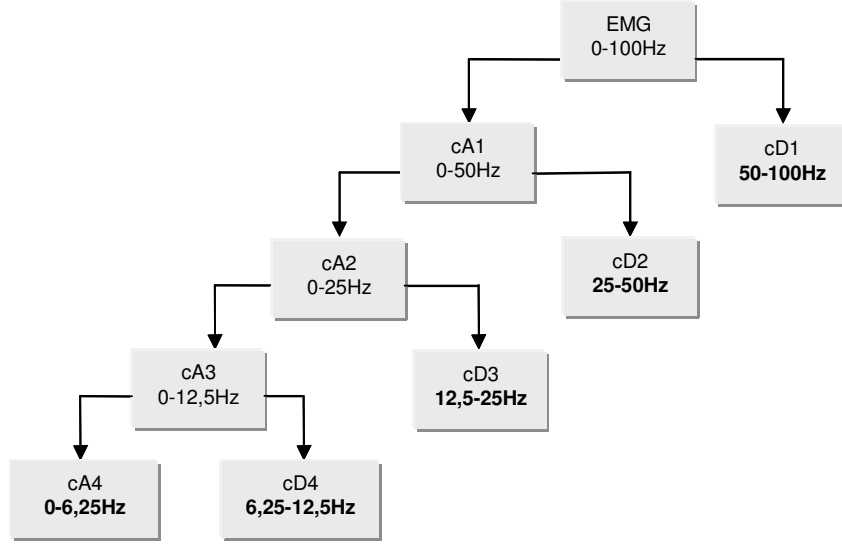 EMG
0-100Hz
cA1
0-50Hz
cD1
50-100Hz
cA2
0-25Hz
cD2
25-50Hz
cA3
0-12,5Hz
cD3
12,5-25Hz
cA4
0-6,25Hz
cD4
6,25-12,5Hz